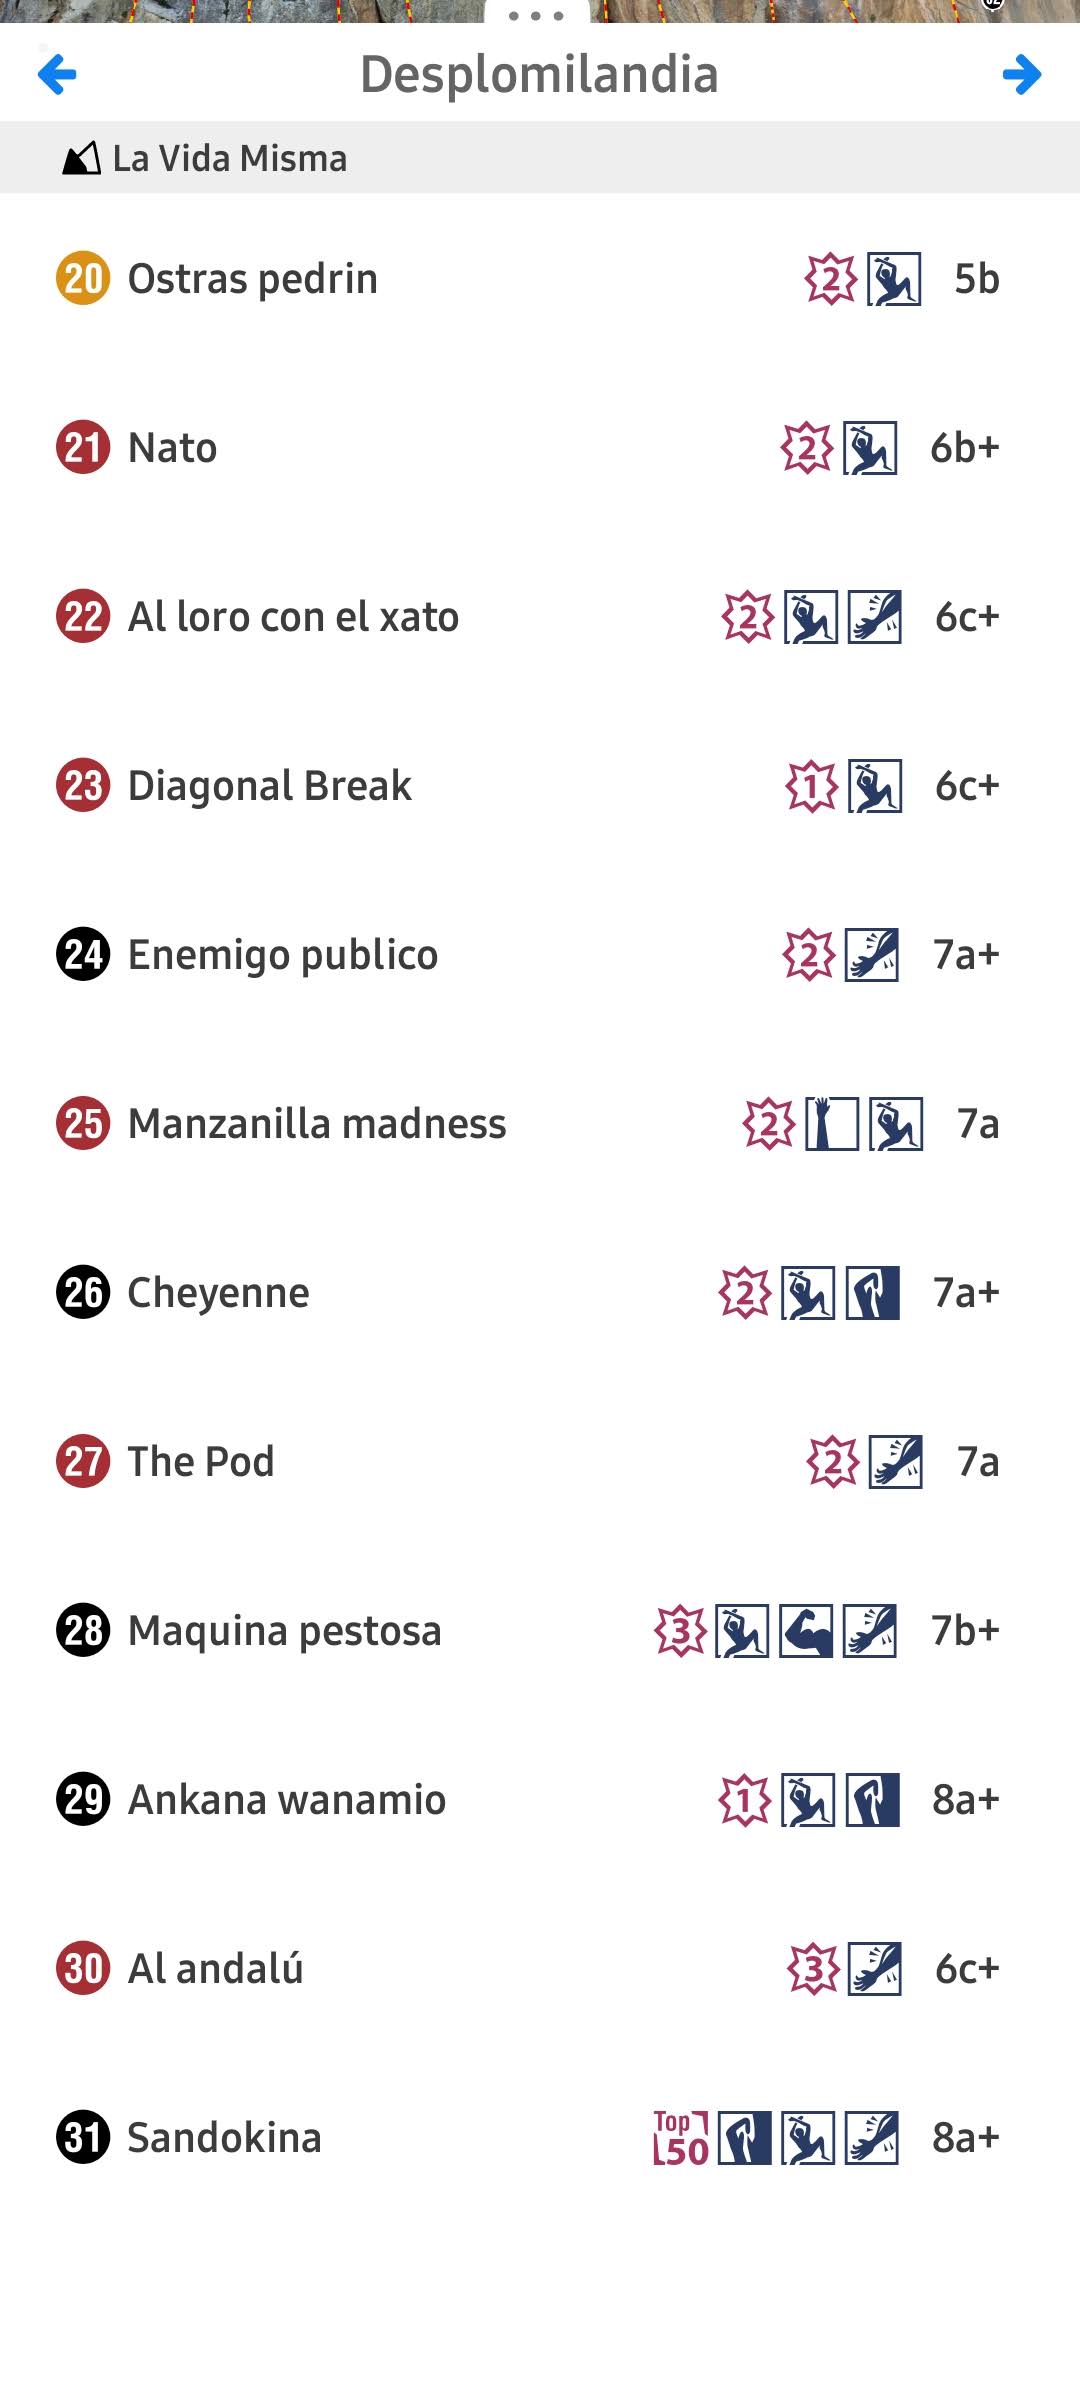 Desplomilandia
La Vida Misma
20 Ostras pedrin 2 5b
21 Nato 2 6b+
22 Al loro con el xato 2 6c+
23 Diagonal Break 1 6c+
24 Enemigo publico 2 7a+
25 Manzanilla madness 2 7a
26 Cheyenne 2 7a+
27 The Pod 2 7a
28 Maquina pestosa 3 7b+
29 Ankana wanamio 1 8a+
30 Al andalú 3 6c+
31 Sandokina Top 50 8a+